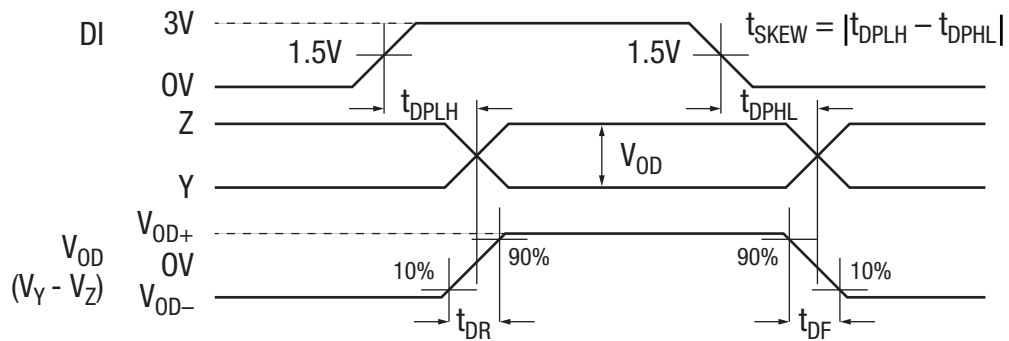 DI
3V
1.5V
0V
1.5V
tSKEW = |tDPLH – tDPHL|
tDPLH
tDPHL
Z
Y
VOD
VOD
(VY - VZ)
VOD+
0V
VOD–
10%
90%
90%
10%
tDR
tDF